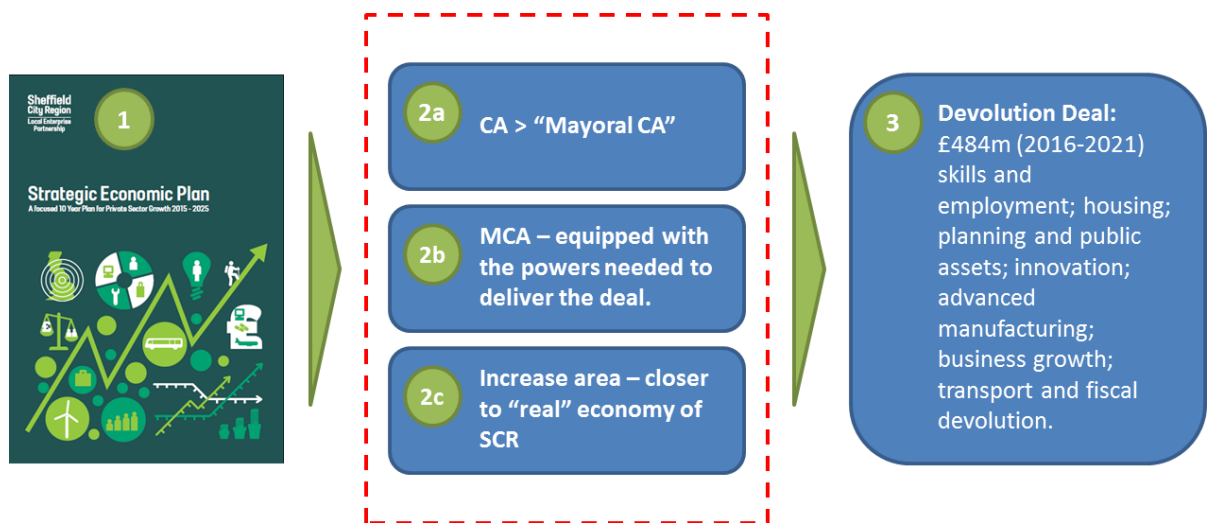 Sheffield
City Region
Local Enterprise
Partnership
1
Strategic Economic Plan
A focused 10 Year Plan for Private Sector Growth 2015 - 2025
2a
CA > “Mayoral CA”
2b
MCA – equipped with
the powers needed to
deliver the deal.
2c
Increase area – closer
to “real” economy of
SCR
3
Devolution Deal:
£484m (2016-2021)
skills and
employment; housing;
planning and public
assets; innovation;
advanced
manufacturing;
business growth;
transport and fiscal
devolution.